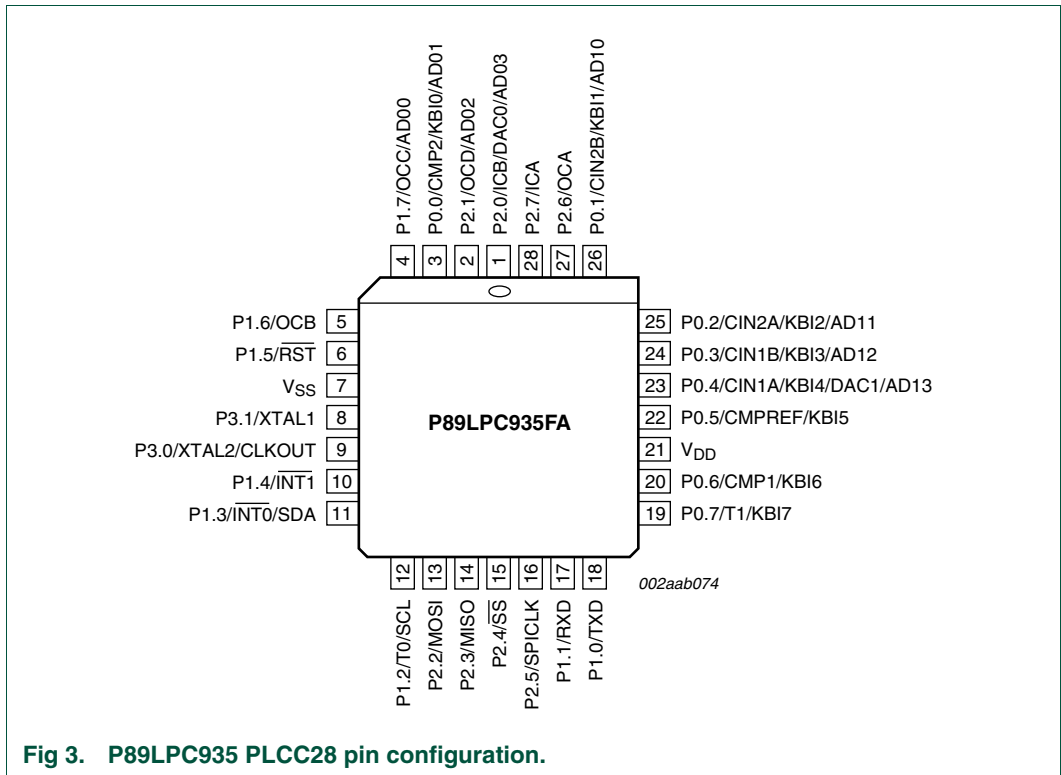 P1.7/OCC/AD00
P0.0/CMP2/KBI0/AD01
P2.1/OCD/AD02
P2.0/ICB/DAC0/AD03
P2.7/ICA
P2.6/OCA
P0.1/CIN2B/KBI1/AD10
4
3
2
1
28
27
26
P1.6/OCB 5
P1.5/R̅S̅T̅ 6
VSS 7
P3.1/XTAL1 8
P3.0/XTAL2/CLKOUT 9
P1.4/I̅N̅T̅1̅ 10
P1.3/I̅N̅T̅0̅/SDA 11
P89LPC935FA
25 P0.2/CIN2A/KBI2/AD11
24 P0.3/CIN1B/KBI3/AD12
23 P0.4/CIN1A/KBI4/DAC1/AD13
22 P0.5/CMPREF/KBI5
21 VDD
20 P0.6/CMP1/KBI6
19 P0.7/T1/KBI7
12
13
14
15
16
17
18
P1.2/T0/SCL
P2.2/MOSI
P2.3/MISO
P2.4/S̅S̅
P2.5/SPICLK
P1.1/RXD
P1.0/TXD
002aab074
Fig 3. P89LPC935 PLCC28 pin configuration.